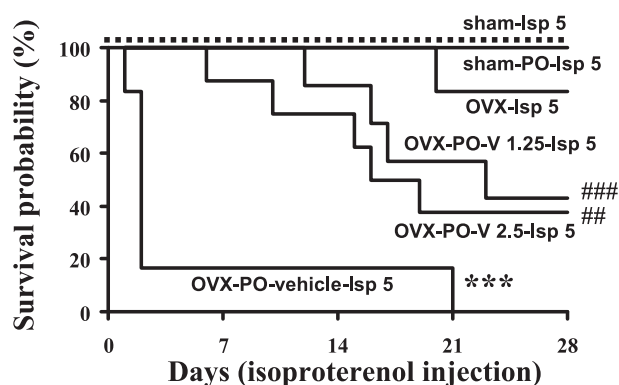 sham-Isp 5
100
sham-PO-Isp 5
80
OVX-Isp 5
60
OVX-PO-V 1.25-Isp 5
###
40
##
OVX-PO-V 2.5-Isp 5
20
OVX-PO-vehicle-Isp 5
***
0
0 7 14 21 28
Survival probability (%)
Days (isoproterenol injection)